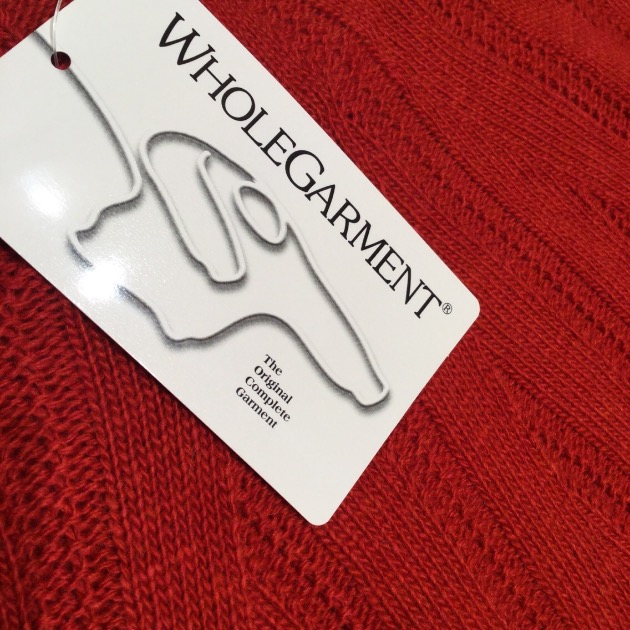 WHOLEGARMENT®
The
Original
Complete
Garment